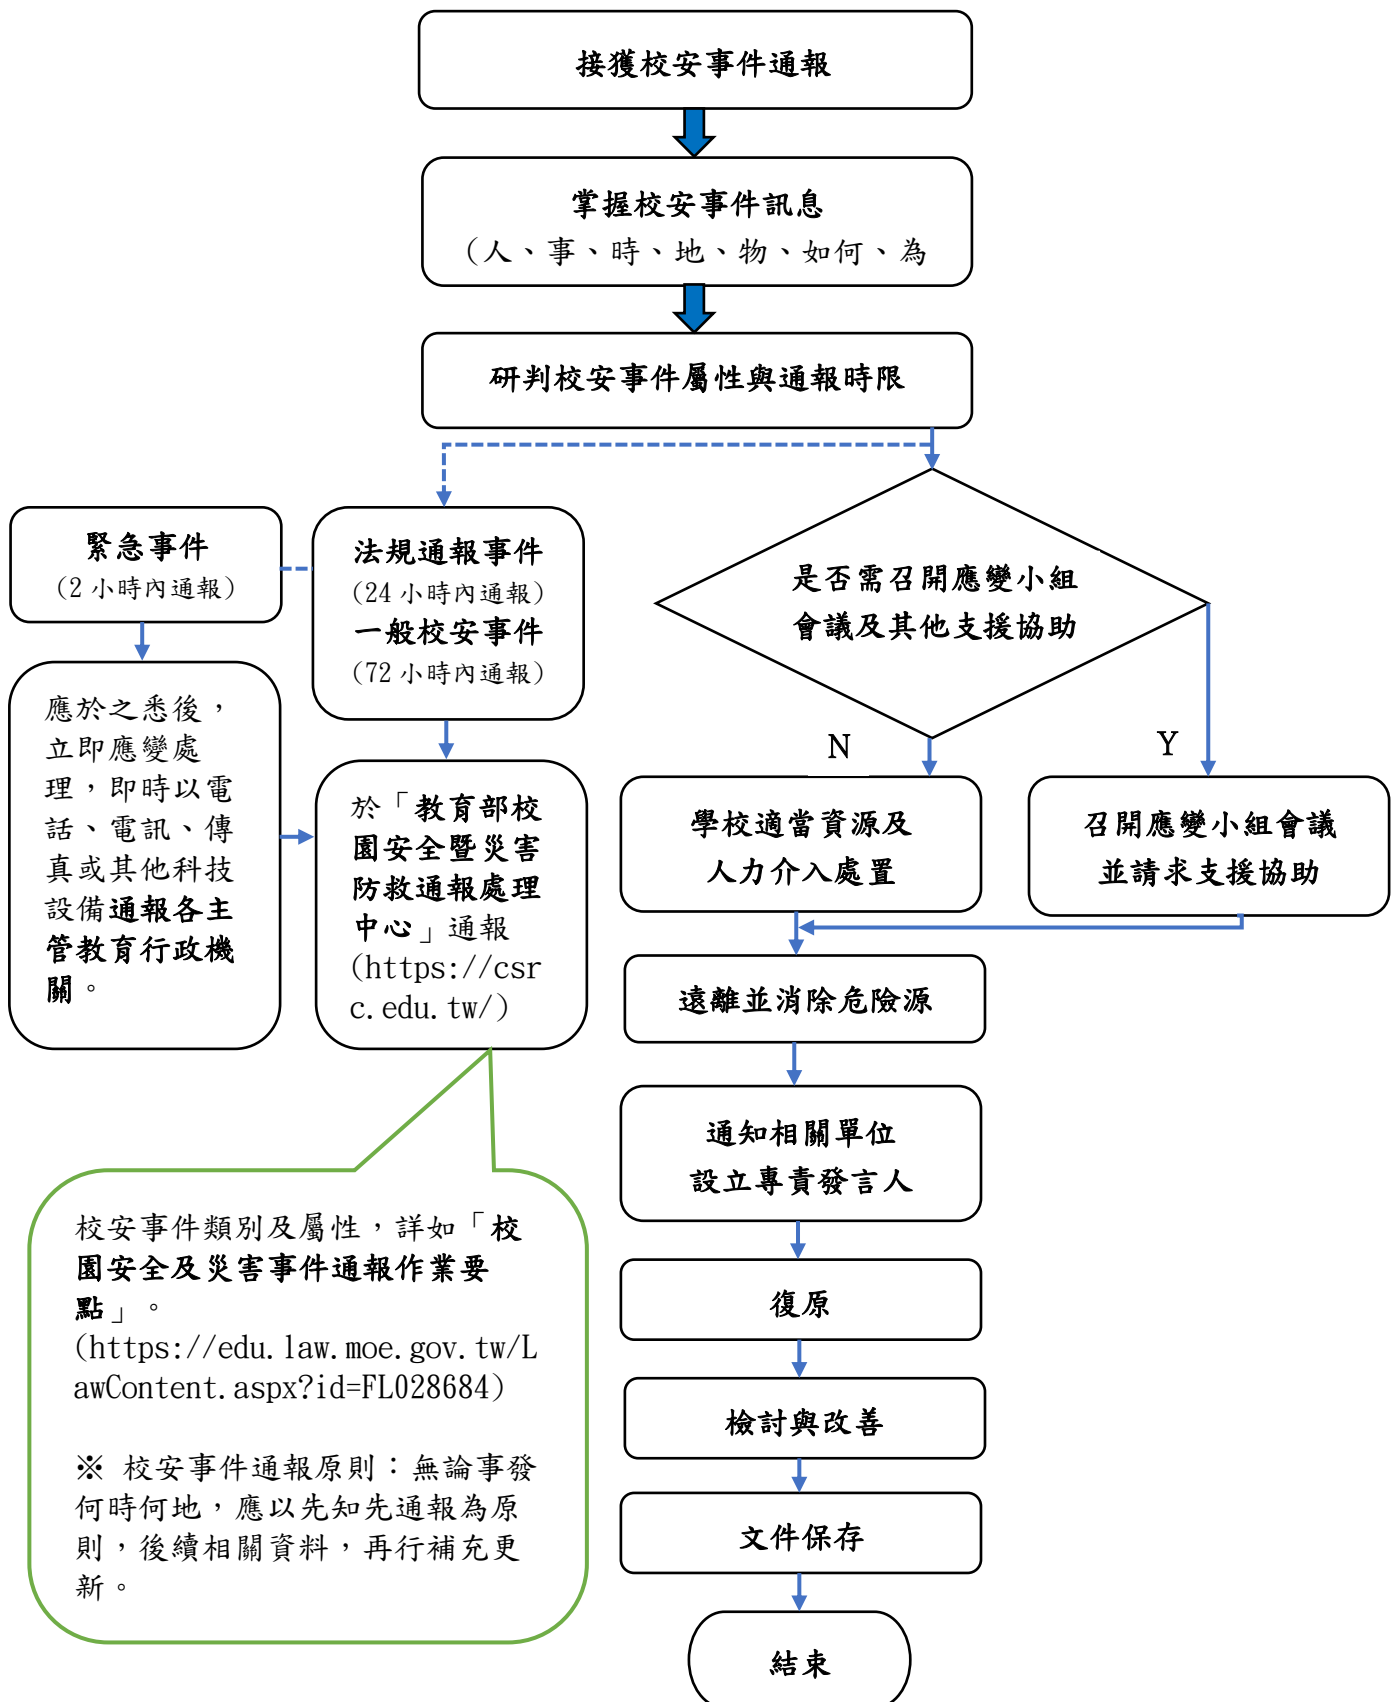 接獲校安事件通報
掌握校安事件訊息
(人、事、時、地、物、如何、為
研判校安事件屬性與通報時限
緊急事件
(2小時內通報)
法規通報事件
(24小時內通報)
一般校安事件
(72小時內通報)
是否需召開應變小組
會議及其他支援協助
應於之悉後，
立即應變處
理，即時以電
話、電訊、傳
真或其他科技
設備通報各主
管教育行政機
關。
於「教育部校
園安全暨災害
防救通報處理
中心」通報
(https://csr
c.edu.tw/)
N
Y
學校適當資源及
人力介入處置
召開應變小組會議
並請求支援協助
遠離並消除危險源
通知相關單位
設立專責發言人
復原
檢討與改善
文件保存
結束
校安事件類別及屬性，詳如「校
園安全及災害事件通報作業要
點」。
(https://edu.law.moe.gov.tw/L
awContent.aspx?id=FL028684)
※ 校安事件通報原則：無論事發
何時何地，應以先知先通報為原
則，後續相關資料，再行補充更
新。